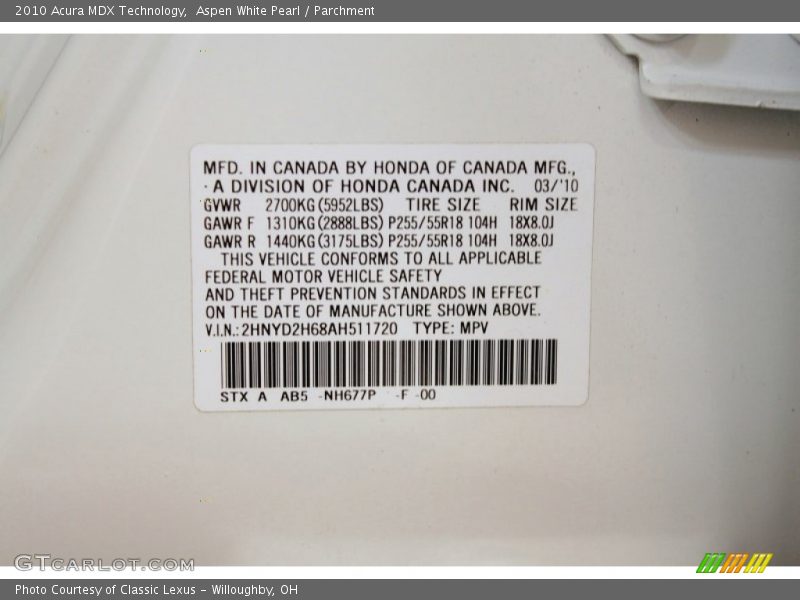 2010 Acura MDX Technology,  Aspen White Pearl / Parchment
MFD. IN CANADA BY HONDA OF CANADA MFG.,
A DIVISION OF HONDA CANADA INC. 03/'10
GVWR 2700KG(5952LBS) TIRE SIZE RIM SIZE
GAWR F 1310KG(2888LBS) P255/55R18 104H 18X8.0J
GAWR R 1440KG(3175LBS) P255/55R18 104H 18X8.0J
THIS VEHICLE CONFORMS TO ALL APPLICABLE
FEDERAL MOTOR VEHICLE SAFETY
AND THEFT PREVENTION STANDARDS IN EFFECT
ON THE DATE OF MANUFACTURE SHOWN ABOVE.
V.I.N.:2HNYD2H68AH511720 TYPE: MPV
STX A AB5 -NH677P -F -00
GTCARLOT.COM
Photo Courtesy of Classic Lexus - Willoughby, OH